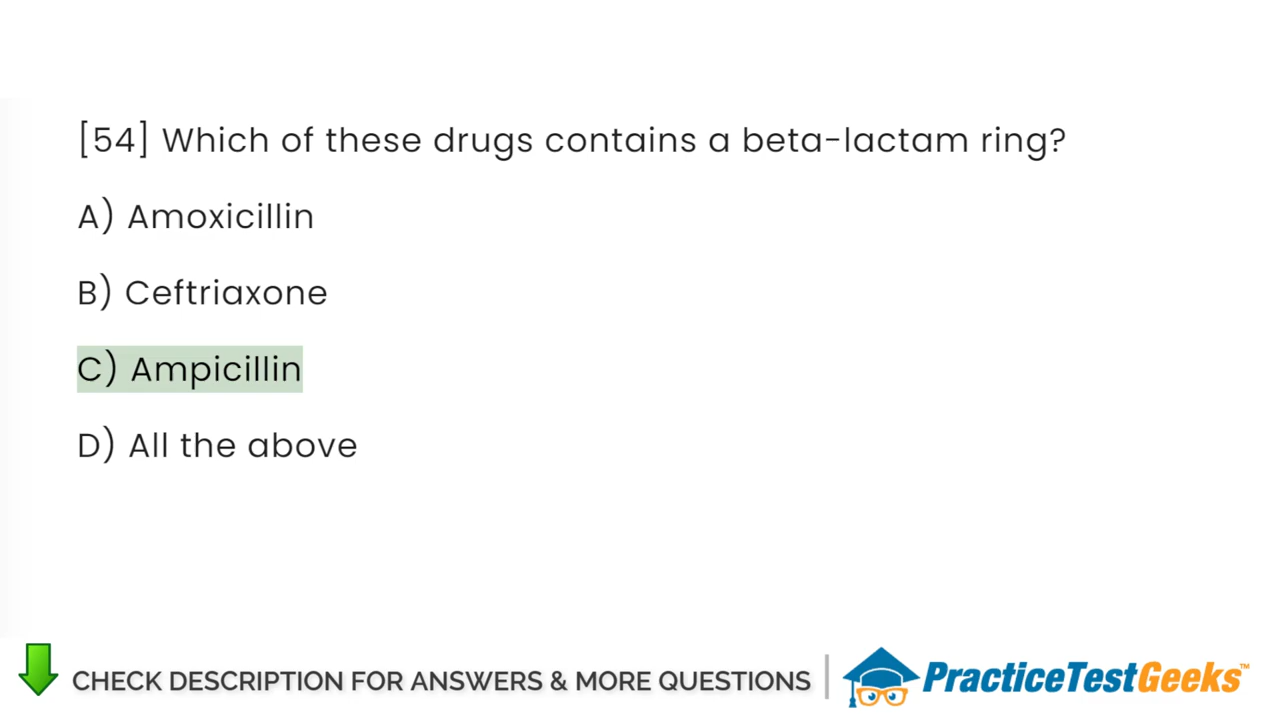 [54] Which of these drugs contains a beta-lactam ring?
A) Amoxicillin
B) Ceftriaxone
C) Ampicillin
D) All the above
CHECK DESCRIPTION FOR ANSWERS & MORE QUESTIONS
PracticeTestGeeks™